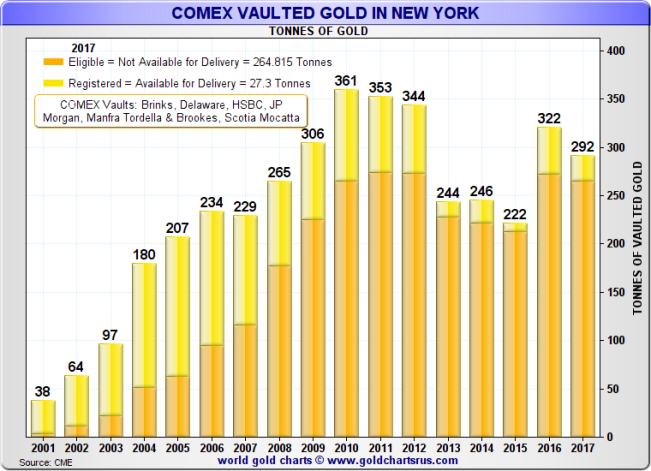 COMEX VAULTED GOLD IN NEW YORK
TONNES OF GOLD
2017
Eligible = Not Available for Delivery = 264.815 Tonnes
Registered = Available for Delivery = 27.3 Tonnes
COMEX Vaults: Brinks, Delaware, HSBC, JP
Morgan, Manfra Tordella & Brookes, Scotia Mocatta
38
64
97
180
207
234
229
265
306
361
353
344
244
246
222
322
292
400
350
300
250
200
150
100
50
0
TONNES OF VAULTED GOLD
2001 2002 2003 2004 2005 2006 2007 2008 2009 2010 2011 2012 2013 2014 2015 2016 2017
Source: CME
world gold charts © www.goldchartsrus.com